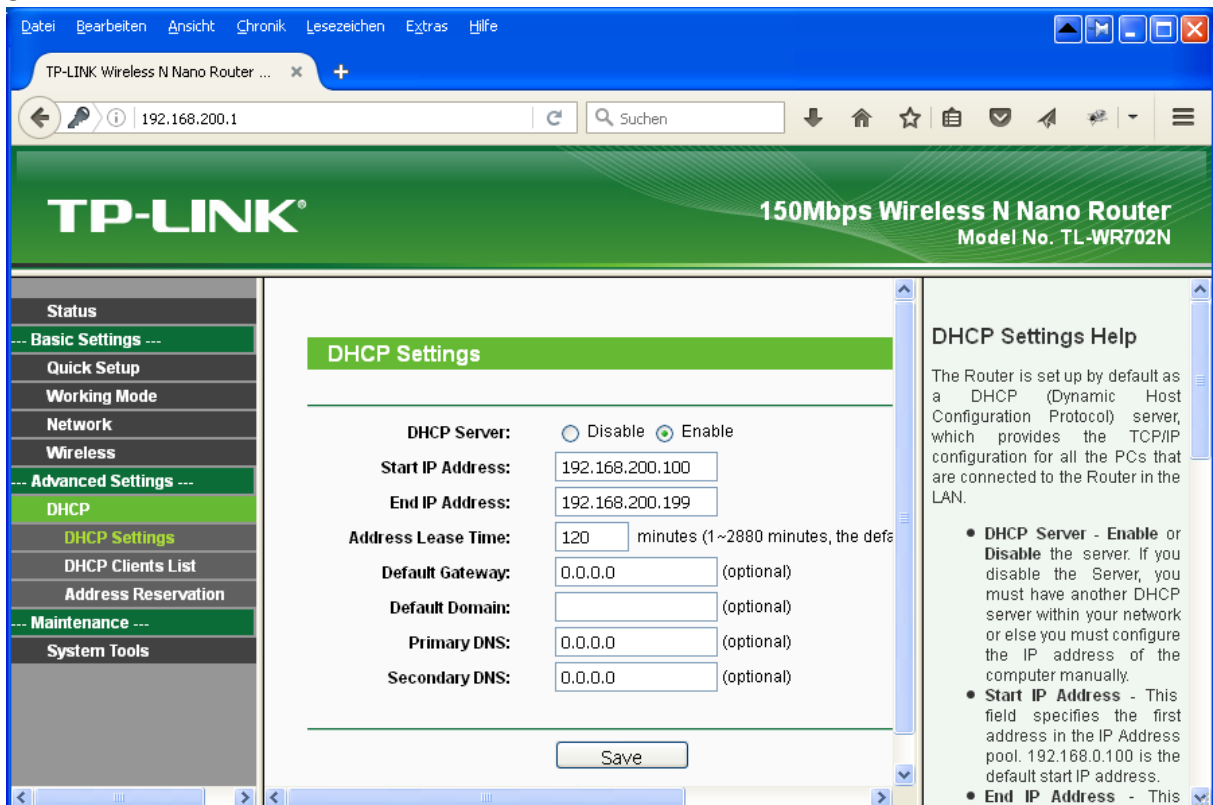 Datei Bearbeiten Ansicht Chronik Lesezeichen Extras Hilfe
TP-LINK Wireless N Nano Router ...
192.168.200.1
Suchen
TP-LINK®
150Mbps Wireless N Nano Router
Model No. TL-WR702N
Status
--- Basic Settings ---
Quick Setup
Working Mode
Network
Wireless
--- Advanced Settings ---
DHCP
DHCP Settings
DHCP Clients List
Address Reservation
--- Maintenance ---
System Tools
DHCP Settings
DHCP Server: Disable Enable
Start IP Address: 192.168.200.100
End IP Address: 192.168.200.199
Address Lease Time: 120 minutes (1~2880 minutes, the defa
Default Gateway: 0.0.0.0 (optional)
Default Domain: (optional)
Primary DNS: 0.0.0.0 (optional)
Secondary DNS: 0.0.0.0 (optional)
Save
DHCP Settings Help
The Router is set up by default as
a DHCP (Dynamic Host
Configuration Protocol) server,
which provides the TCP/IP
configuration for all the PCs that
are connected to the Router in the
LAN.
• DHCP Server - Enable or
Disable the server. If you
disable the Server, you
must have another DHCP
server within your network
or else you must configure
the IP address of the
computer manually.
• Start IP Address - This
field specifies the first
address in the IP Address
pool. 192.168.0.100 is the
default start IP address.
• End IP Address - This